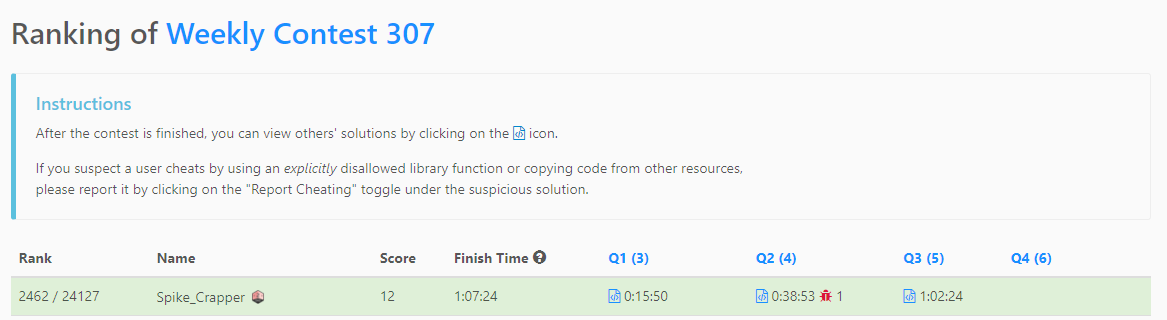 Ranking of Weekly Contest 307
Instructions
After the contest is finished, you can view others' solutions by clicking on the icon.
If you suspect a user cheats by using an explicitly disallowed library function or copying code from other resources,
please report it by clicking on the "Report Cheating" toggle under the suspicious solution.
Rank Name Score Finish Time Q1 (3) Q2 (4) Q3 (5) Q4 (6)
2462 / 24127 Spike_Crapper 12 1:07:24 0:15:50 0:38:53 1 1:02:24